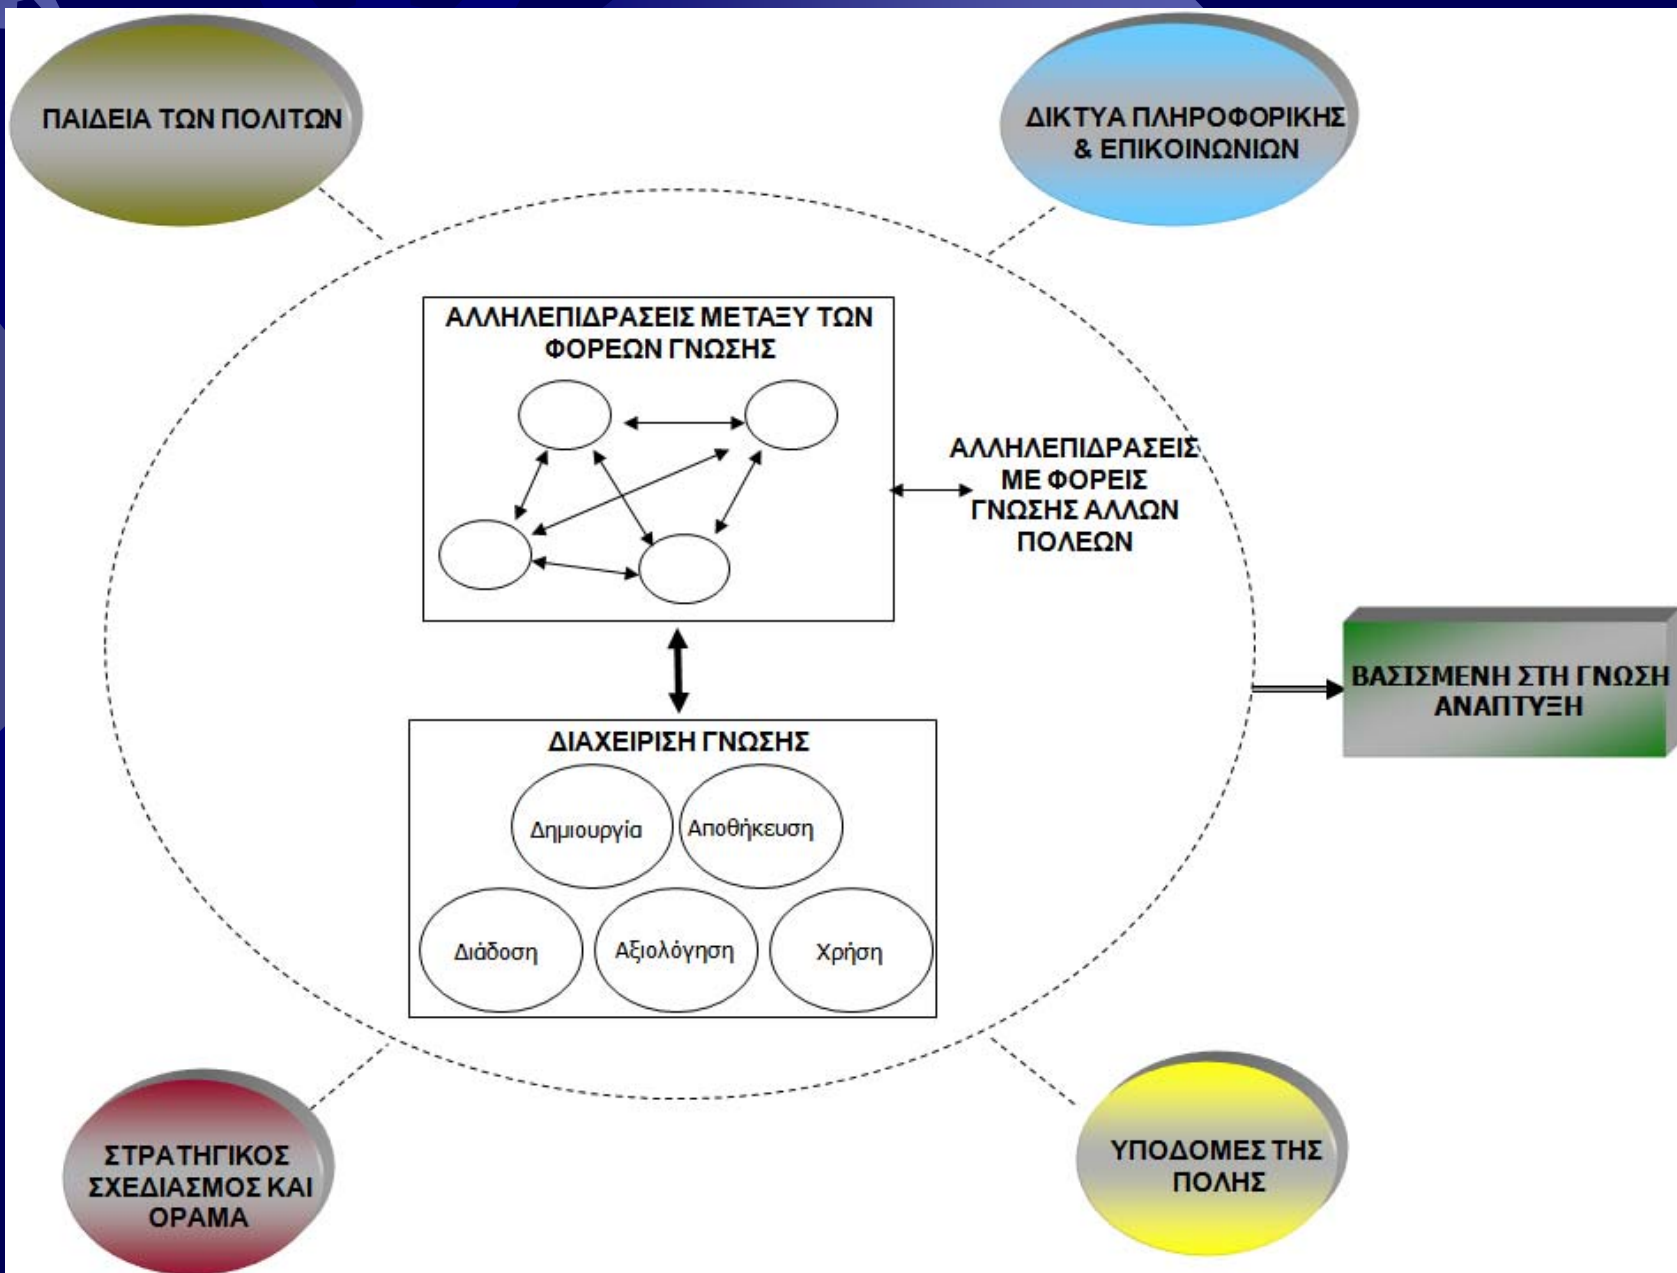 ΠΑΙΔΕΙΑ ΤΩΝ ΠΟΛΙΤΩΝ
ΔΙΚΤΥΑ ΠΛΗΡΟΦΟΡΙΚΗΣ
& ΕΠΙΚΟΙΝΩΝΙΩΝ
ΑΛΛΗΛΕΠΙΔΡΑΣΕΙΣ ΜΕΤΑΞΥ ΤΩΝ
ΦΟΡΕΩΝ ΓΝΩΣΗΣ
ΑΛΛΗΛΕΠΙΔΡΑΣΕΙΣ
ΜΕ ΦΟΡΕΙΣ
ΓΝΩΣΗΣ ΑΛΛΩΝ
ΠΟΛΕΩΝ
ΒΑΣΙΣΜΕΝΗ ΣΤΗ ΓΝΩΣΗ
ΑΝΑΠΤΥΞΗ
ΔΙΑΧΕΙΡΙΣΗ ΓΝΩΣΗΣ
Δημιουργία
Αποθήκευση
Διάδοση
Αξιολόγηση
Χρήση
ΣΤΡΑΤΗΓΙΚΟΣ
ΣΧΕΔΙΑΣΜΟΣ ΚΑΙ
ΟΡΑΜΑ
ΥΠΟΔΟΜΕΣ ΤΗΣ
ΠΟΛΗΣ